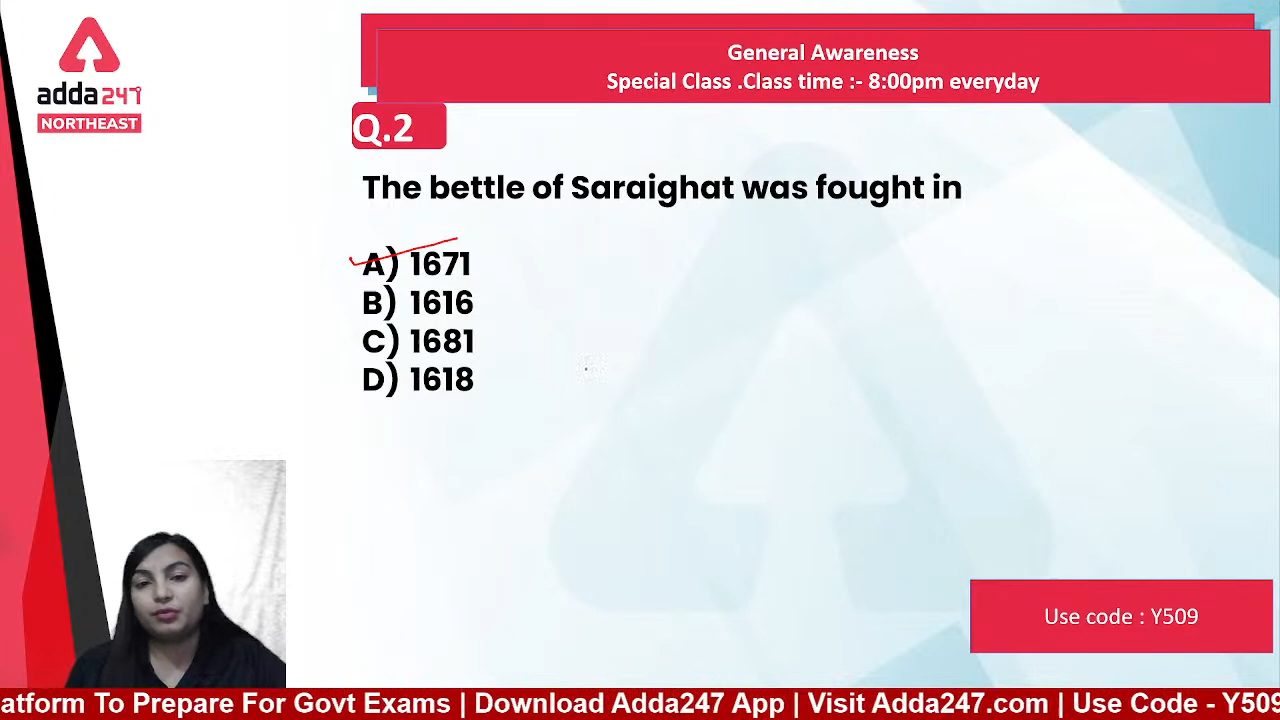 General Awareness
Special Class .Class time :- 8:00pm everyday
adda247
NORTHEAST
Q.2
The bettle of Saraighat was fought in
A) 1671
B) 1616
C) 1681
D) 1618
Use code : Y509
atform To Prepare For Govt Exams | Download Adda247 App | Visit Adda247.com | Use Code - Y509